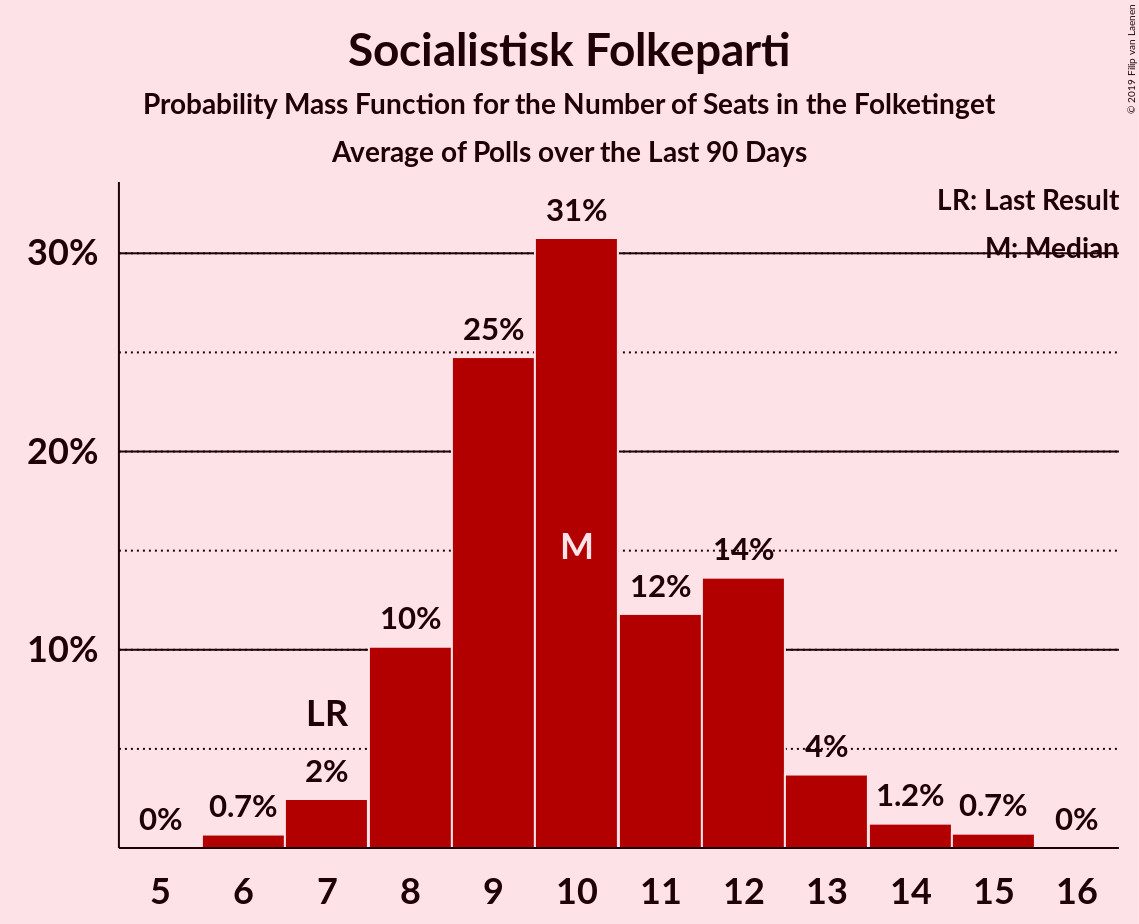 Socialistisk Folkeparti
Probability Mass Function for the Number of Seats in the Folketinget
Average of Polls over the Last 90 Days
© 2019 Filip van Laenen
LR: Last Result
M: Median
30%
20%
10%
0%
0.7%
LR
2%
10%
25%
31%
M
12%
14%
4%
1.2%
0.7%
0%
5 6 7 8 9 10 11 12 13 14 15 16